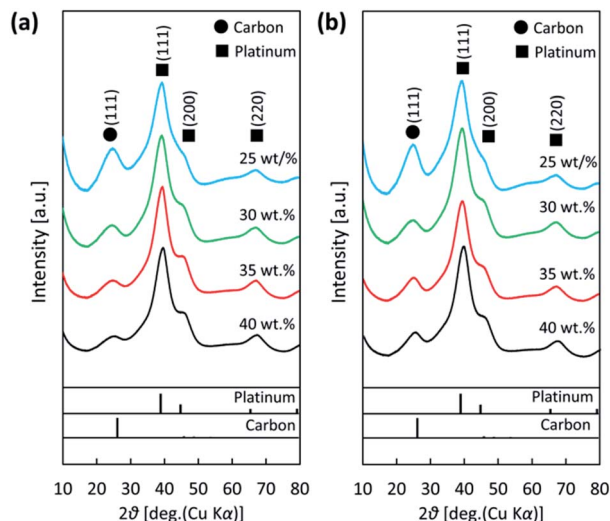 (a)
● Carbon
■ Platinum
(111)
(111)
(200)
(220)
25 wt/%
30 wt.%
35 wt.%
40 wt.%
Intensity [a.u.]
Platinum
Carbon
10 20 30 40 50 60 70 80
2ϑ [deg.(Cu Kα)]
(b)
● Carbon
■ Platinum
(111)
(111)
(200)
(220)
25 wt/%
30 wt.%
35 wt.%
40 wt.%
Intensity [a.u.]
Platinum
Carbon
10 20 30 40 50 60 70 80
2ϑ [deg.(Cu Kα)]